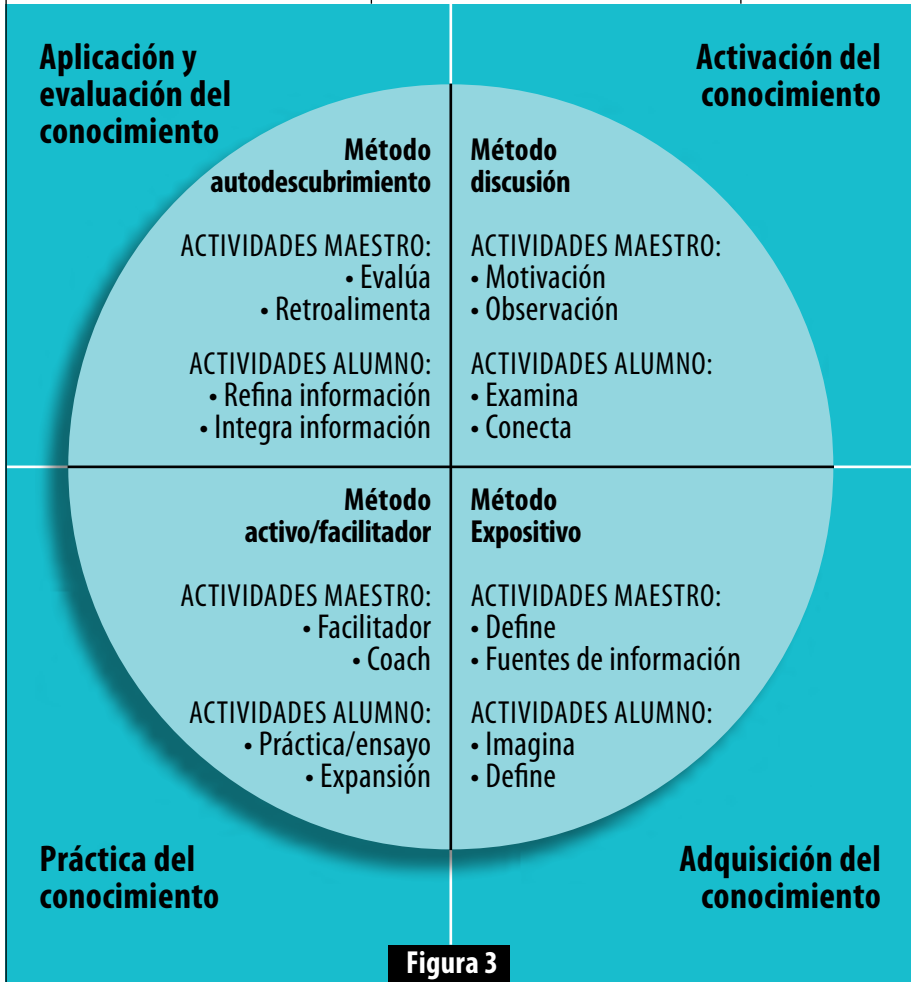 Aplicación y
evaluación del
conocimiento
Activación del
conocimiento
Método
autodescubrimiento
ACTIVIDADES MAESTRO:
• Evalúa
• Retroalimenta
ACTIVIDADES ALUMNO:
• Refina información
• Integra información
Método
discusión
ACTIVIDADES MAESTRO:
• Motivación
• Observación
ACTIVIDADES ALUMNO:
• Examina
• Conecta
Método
activo/facilitador
ACTIVIDADES MAESTRO:
• Facilitador
• Coach
ACTIVIDADES ALUMNO:
• Práctica/ensayo
• Expansión
Método
Expositivo
ACTIVIDADES MAESTRO:
• Define
• Fuentes de información
ACTIVIDADES ALUMNO:
• Imagina
• Define
Práctica del
conocimiento
Adquisición del
conocimiento
Figura 3